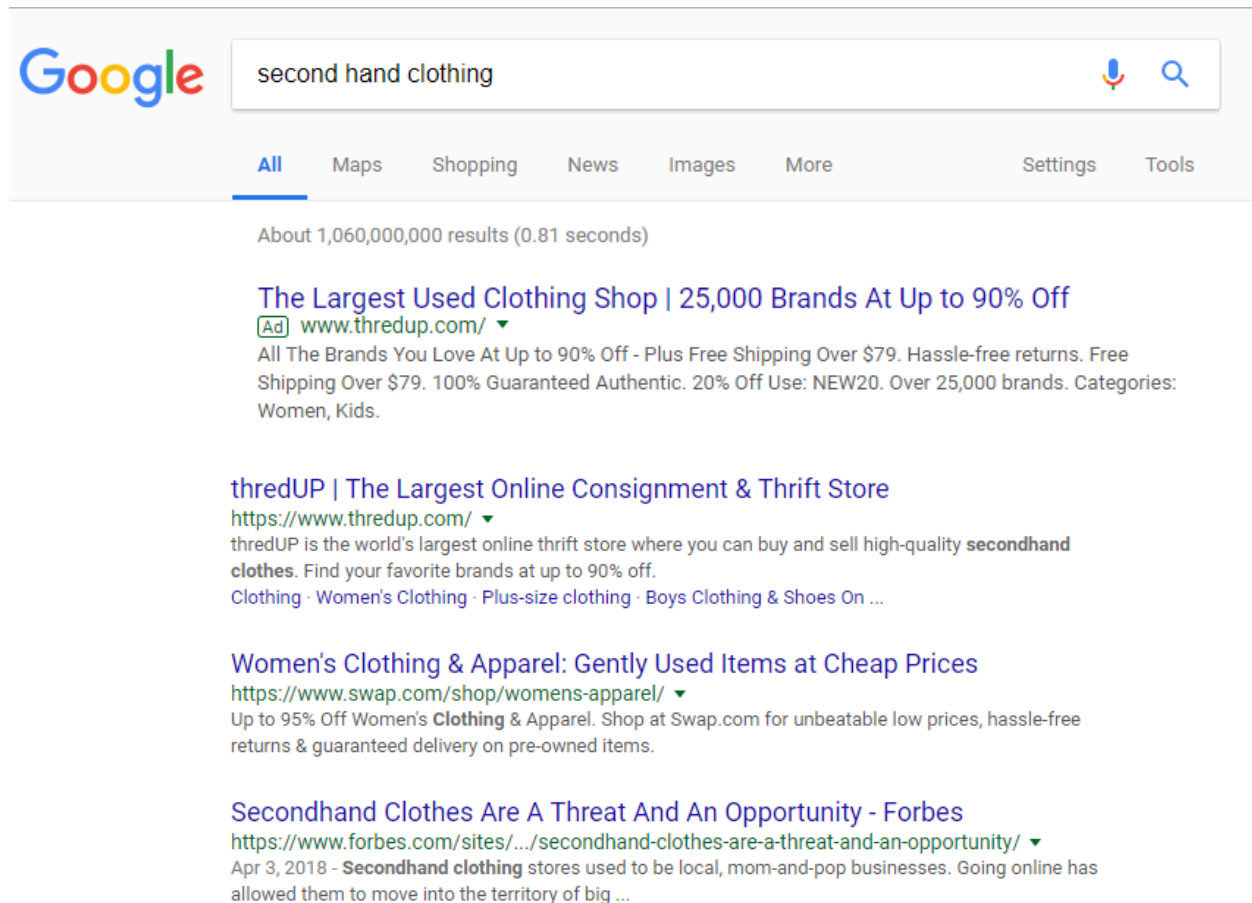 Google
second hand clothing
All Maps Shopping News Images More Settings Tools
About 1,060,000,000 results (0.81 seconds)
The Largest Used Clothing Shop | 25,000 Brands At Up to 90% Off
Ad www.thredup.com/
All The Brands You Love At Up to 90% Off - Plus Free Shipping Over $79. Hassle-free returns. Free
Shipping Over $79. 100% Guaranteed Authentic. 20% Off Use: NEW20. Over 25,000 brands. Categories:
Women, Kids.
thredUP | The Largest Online Consignment & Thrift Store
https://www.thredup.com/
thredUP is the world's largest online thrift store where you can buy and sell high-quality secondhand
clothes. Find your favorite brands at up to 90% off.
Clothing · Women's Clothing · Plus-size clothing · Boys Clothing & Shoes On ...
Women's Clothing & Apparel: Gently Used Items at Cheap Prices
https://www.swap.com/shop/womens-apparel/
Up to 95% Off Women's Clothing & Apparel. Shop at Swap.com for unbeatable low prices, hassle-free
returns & guaranteed delivery on pre-owned items.
Secondhand Clothes Are A Threat And An Opportunity - Forbes
https://www.forbes.com/sites/.../secondhand-clothes-are-a-threat-and-an-opportunity/
Apr 3, 2018 - Secondhand clothing stores used to be local, mom-and-pop businesses. Going online has
allowed them to move into the territory of big ...